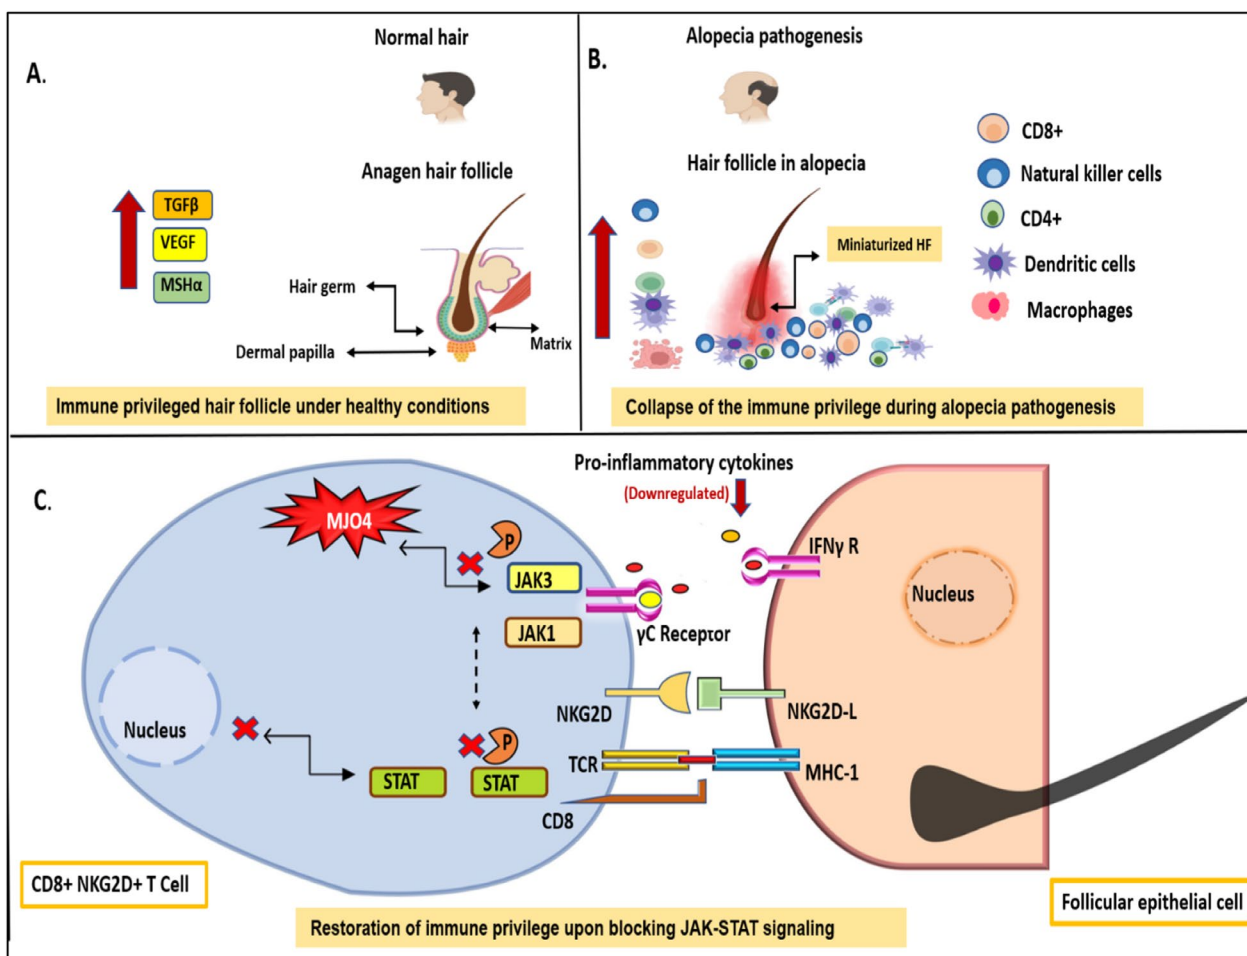 A.
Normal hair
Anagen hair follicle
TGFβ
VEGF
MSHα
Hair germ
Matrix
Dermal papilla
Immune privileged hair follicle under healthy conditions
B.
Alopecia pathogenesis
Hair follicle in alopecia
Miniaturized HF
CD8+
Natural killer cells
CD4+
Dendritic cells
Macrophages
Collapse of the immune privilege during alopecia pathogenesis
C.
Pro-inflammatory cytokines
(Downregulated)
MJO4
P
JAK3
JAK1
γC Receptor
IFNγ R
Nucleus
NKG2D
NKG2D-L
Nucleus
P
STAT
STAT
TCR
MHC-1
CD8
CD8+ NKG2D+ T Cell
Follicular epithelial cell
Restoration of immune privilege upon blocking JAK-STAT signaling